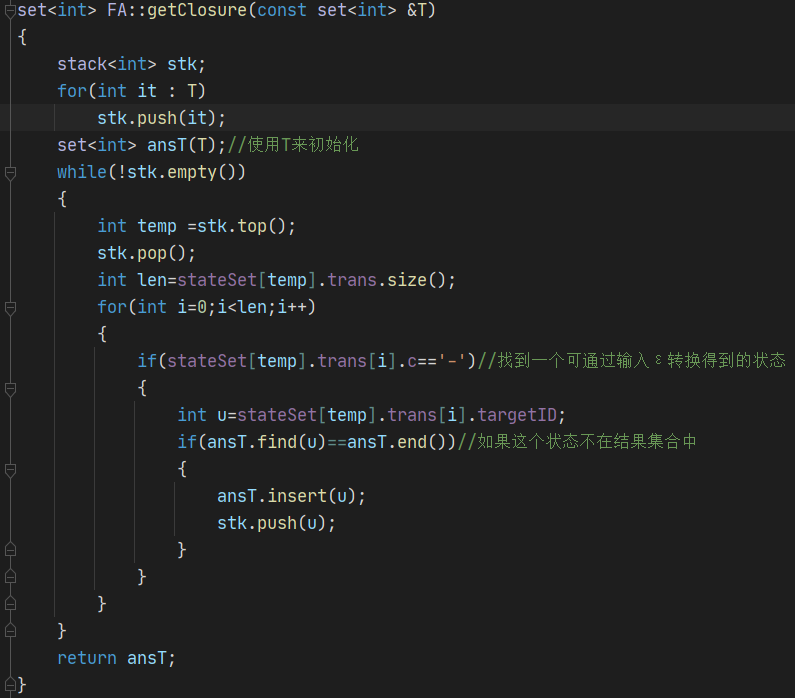 set<int> FA::getClosure(const set<int> &T)
{
    stack<int> stk;
    for(int it : T)
        stk.push(it);
    set<int> ansT(T);//使用T来初始化
    while(!stk.empty())
    {
        int temp =stk.top();
        stk.pop();
        int len=stateSet[temp].trans.size();
        for(int i=0;i<len;i++)
        {
            if(stateSet[temp].trans[i].c=='-')//找到一个可通过输入ε转换得到的状态
            {
                int u=stateSet[temp].trans[i].targetID;
                if(ansT.find(u)==ansT.end())//如果这个状态不在结果集合中
                {
                    ansT.insert(u);
                    stk.push(u);
                }
            }
        }
    }
    return ansT;
}